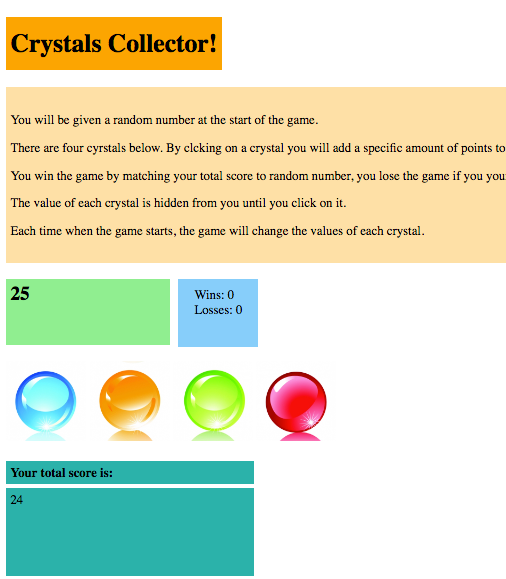 Crystals Collector!
You will be given a random number at the start of the game.
There are four cyrstals below. By clcking on a crystal you will add a specific amount of points to
You win the game by matching your total score to random number, you lose the game if you you
The value of each crystal is hidden from you until you click on it.
Each time when the game starts, the game will change the values of each crystal.
25
Wins: 0
Losses: 0
Your total score is:
24